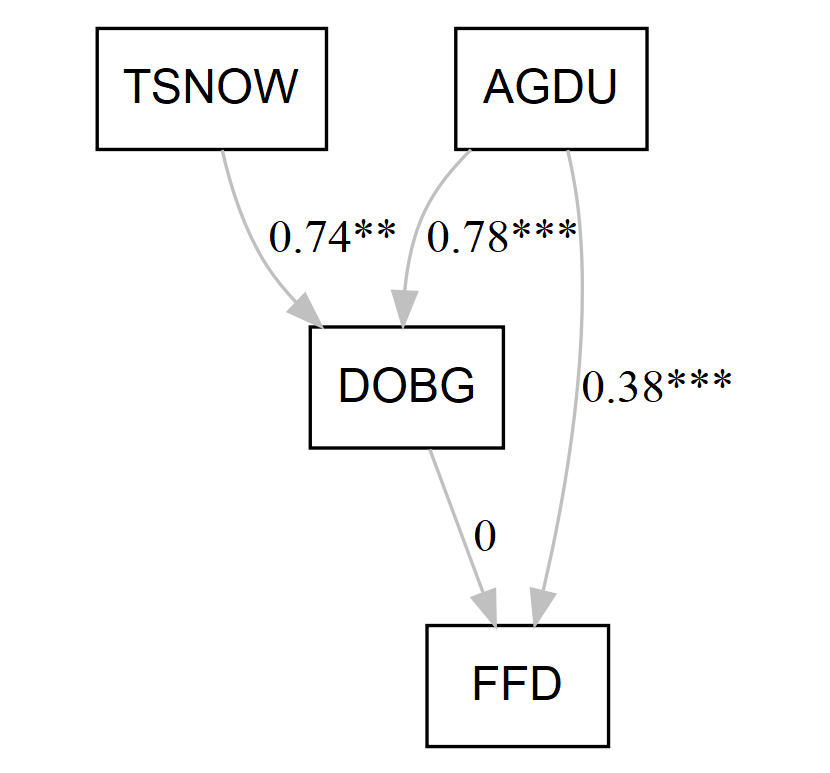 TSNOW
AGDU
0.74**
0.78***
DOBG
0.38***
0
FFD